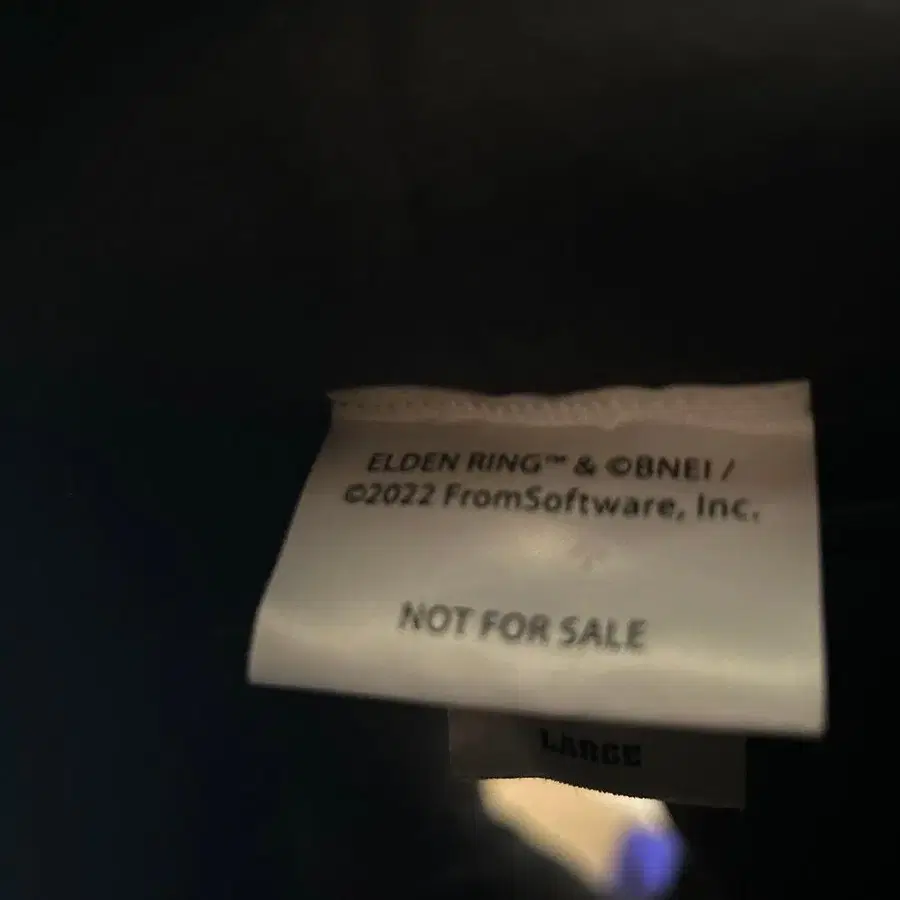 ELDEN RING™ & ©BNEI /
©2022 FromSoftware, Inc.
NOT FOR SALE
LARGE